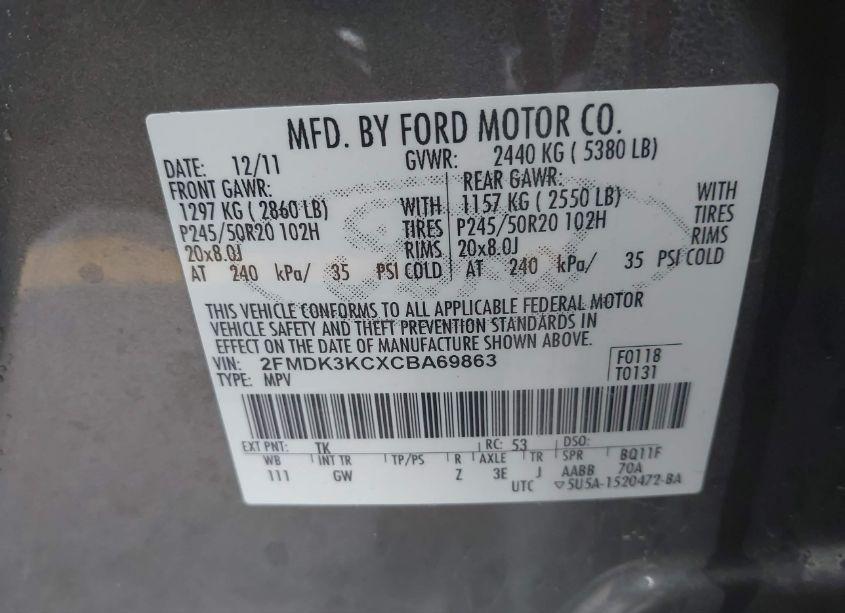 MFD. BY FORD MOTOR CO.
DATE: 12/11 GVWR: 2440 KG ( 5380 LB)
FRONT GAWR: REAR GAWR:
1297 KG ( 2860 LB) WITH 1157 KG ( 2550 LB) WITH
P245/50R20 102H TIRES P245/50R20 102H TIRES
20x8.0J RIMS 20x8.0J RIMS
AT 240 kPa/ 35 PSI COLD AT 240 kPa/ 35 PSI COLD
THIS VEHICLE CONFORMS TO ALL APPLICABLE FEDERAL MOTOR
VEHICLE SAFETY AND THEFT PREVENTION STANDARDS IN
EFFECT ON THE DATE OF MANUFACTURE SHOWN ABOVE.
VIN: 2FMDK3KCXCBA69863 F0118
TYPE: MPV T0131
EXT PNT: TK RC: 53 DSO:
WB INT TR TP/PS R AXLE TR SPR BQ11F
111 GW Z 3E J AABB 70A
UTC ▽5U5A-1520472-BA